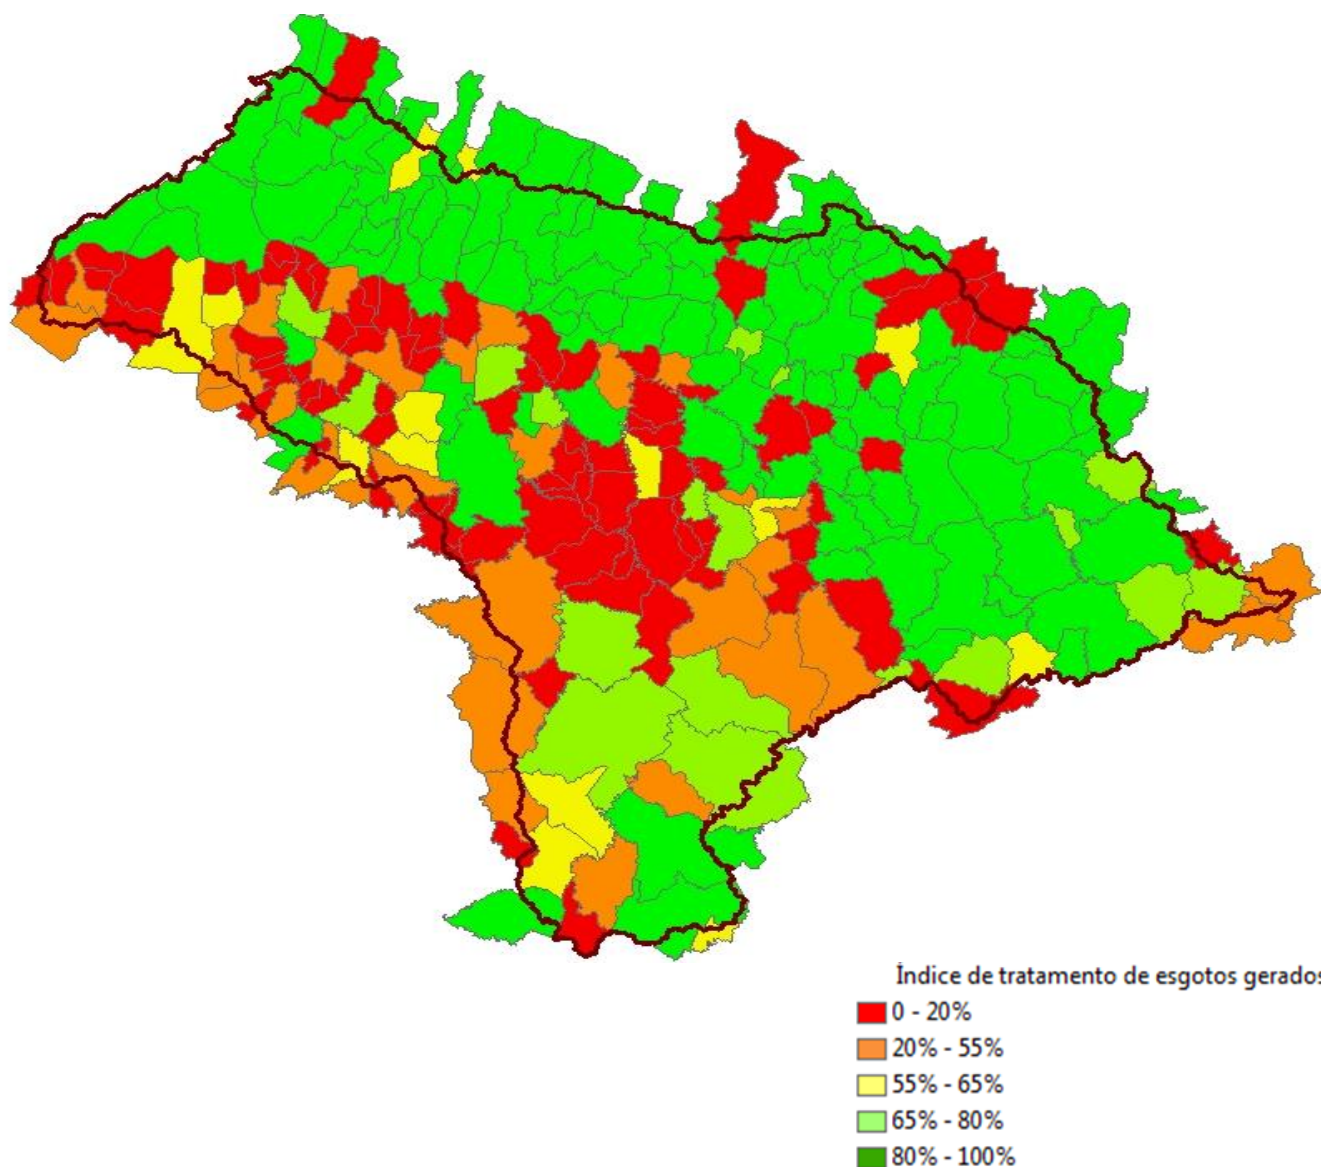 Índice de tratamento de esgotos gerados
0 - 20%
20% - 55%
55% - 65%
65% - 80%
80% - 100%